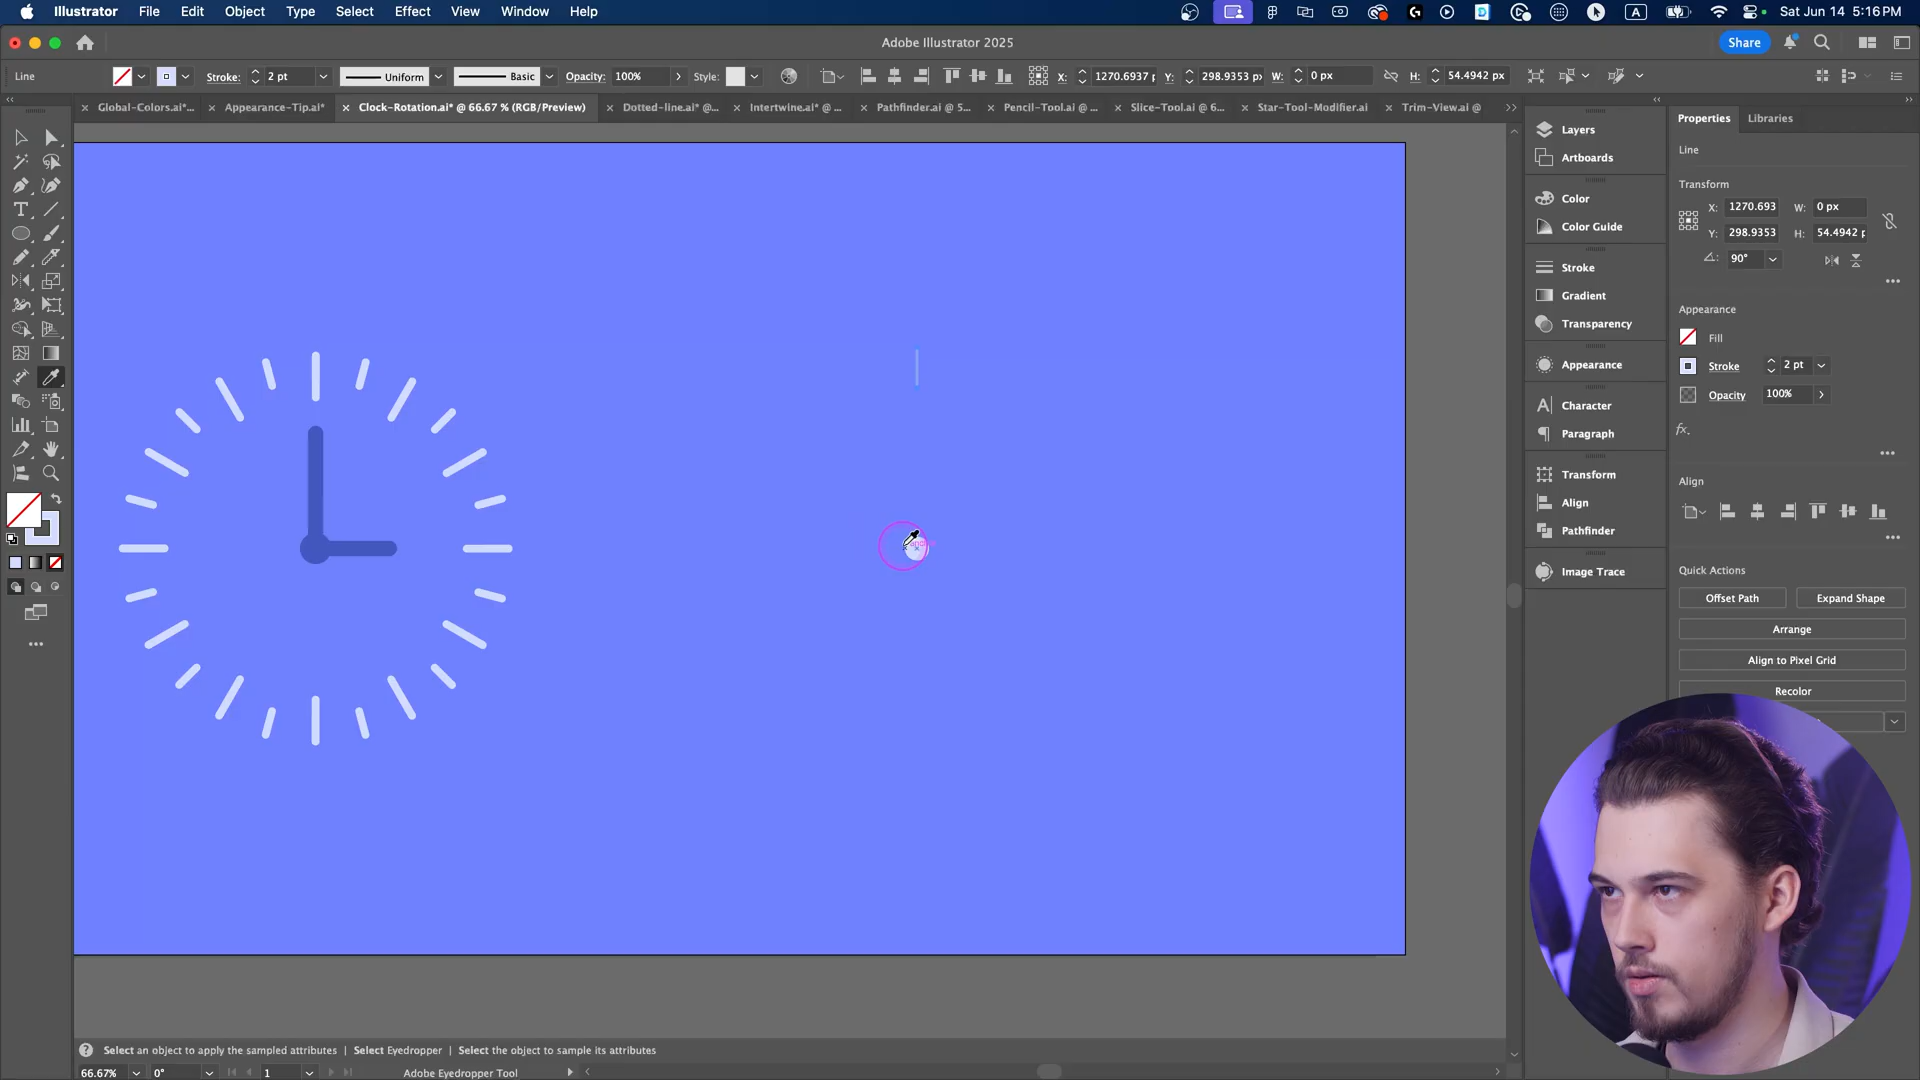 Illustrator File Edit Object Type Select Effect View Window Help
A Sat Jun 14 5:16 PM
Adobe Illustrator 2025
Share
Line Stroke: 2 pt Uniform Basic Opacity: 100% Style: X: 1270.6937 p Y: 298.9353 p W: 0 px H: 54.4942 px
× Global-Colors.ai*... × Appearance-Tip.ai* × Clock-Rotation.ai* @ 66.67 % (RGB/Preview) × Dotted-line.ai* @... × Intertwine.ai* @ ... × Pathfinder.ai @ 5... × Pencil-Tool.ai @ ... × Slice-Tool.ai @ 6... × Star-Tool-Modifier.ai × Trim-View.ai @
Layers
Artboards
Color
Color Guide
Stroke
Gradient
Transparency
Appearance
Character
Paragraph
Transform
Align
Pathfinder
Image Trace
Properties Libraries
Line
Transform
X: 1270.693 W: 0 px
Y: 298.9353 H: 54.4942 p
90°
Appearance
Fill
Stroke 2 pt
Opacity 100%
fx.
Align
Quick Actions
Offset Path Expand Shape
Arrange
Align to Pixel Grid
Recolor
? Select an object to apply the sampled attributes | Select Eyedropper | Select the object to sample its attributes
66.67% 0° 1 Adobe Eyedropper Tool